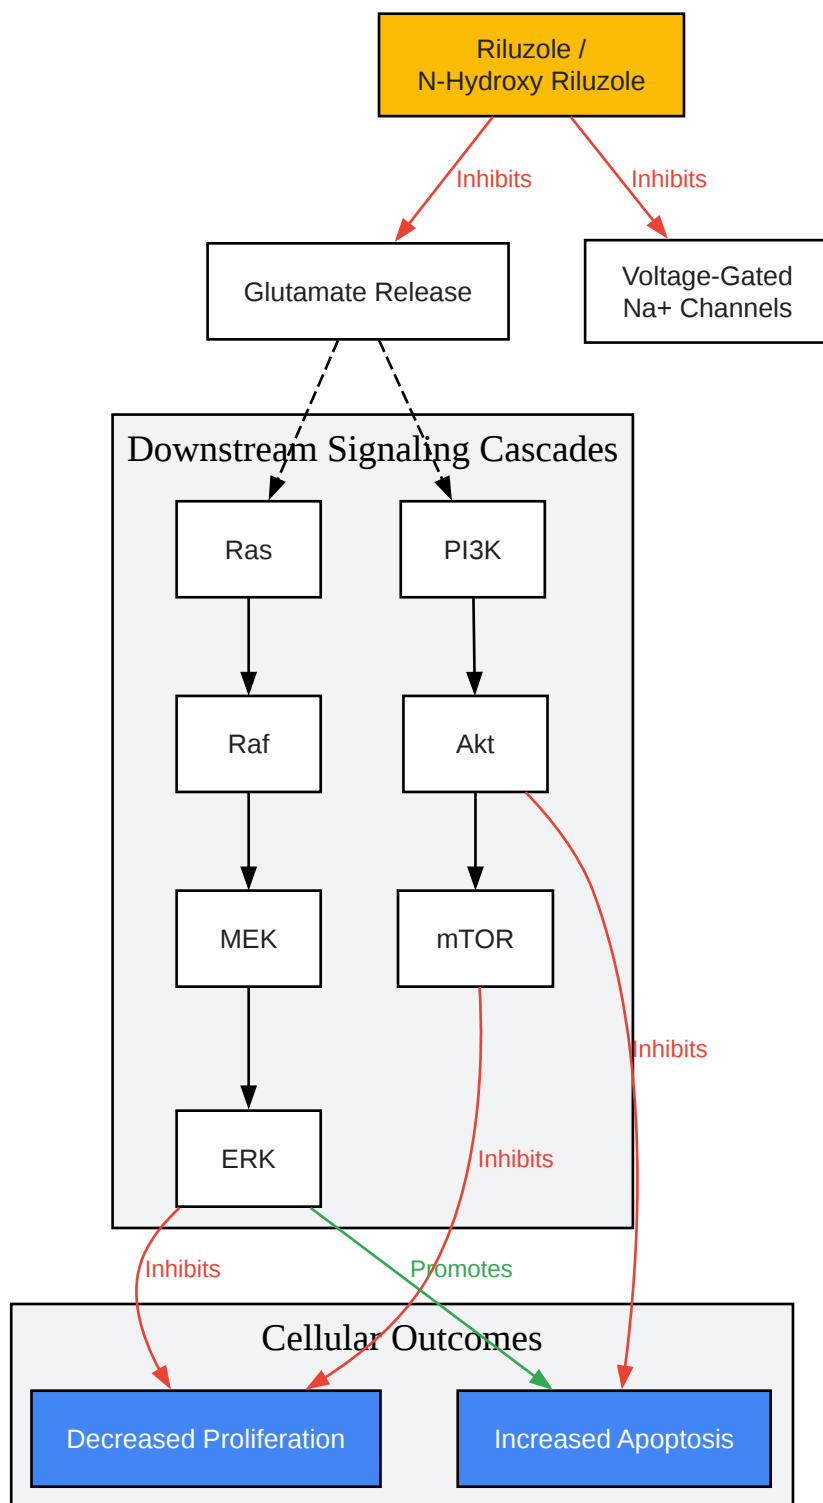 Riluzole /
N-Hydroxy Riluzole
Inhibits
Inhibits
Glutamate Release
Voltage-Gated
Na+ Channels
Downstream Signaling Cascades
Ras
PI3K
Raf
Akt
MEK
mTOR
Inhibits
ERK
Inhibits
Inhibits
Promotes
Cellular Outcomes
Decreased Proliferation
Increased Apoptosis